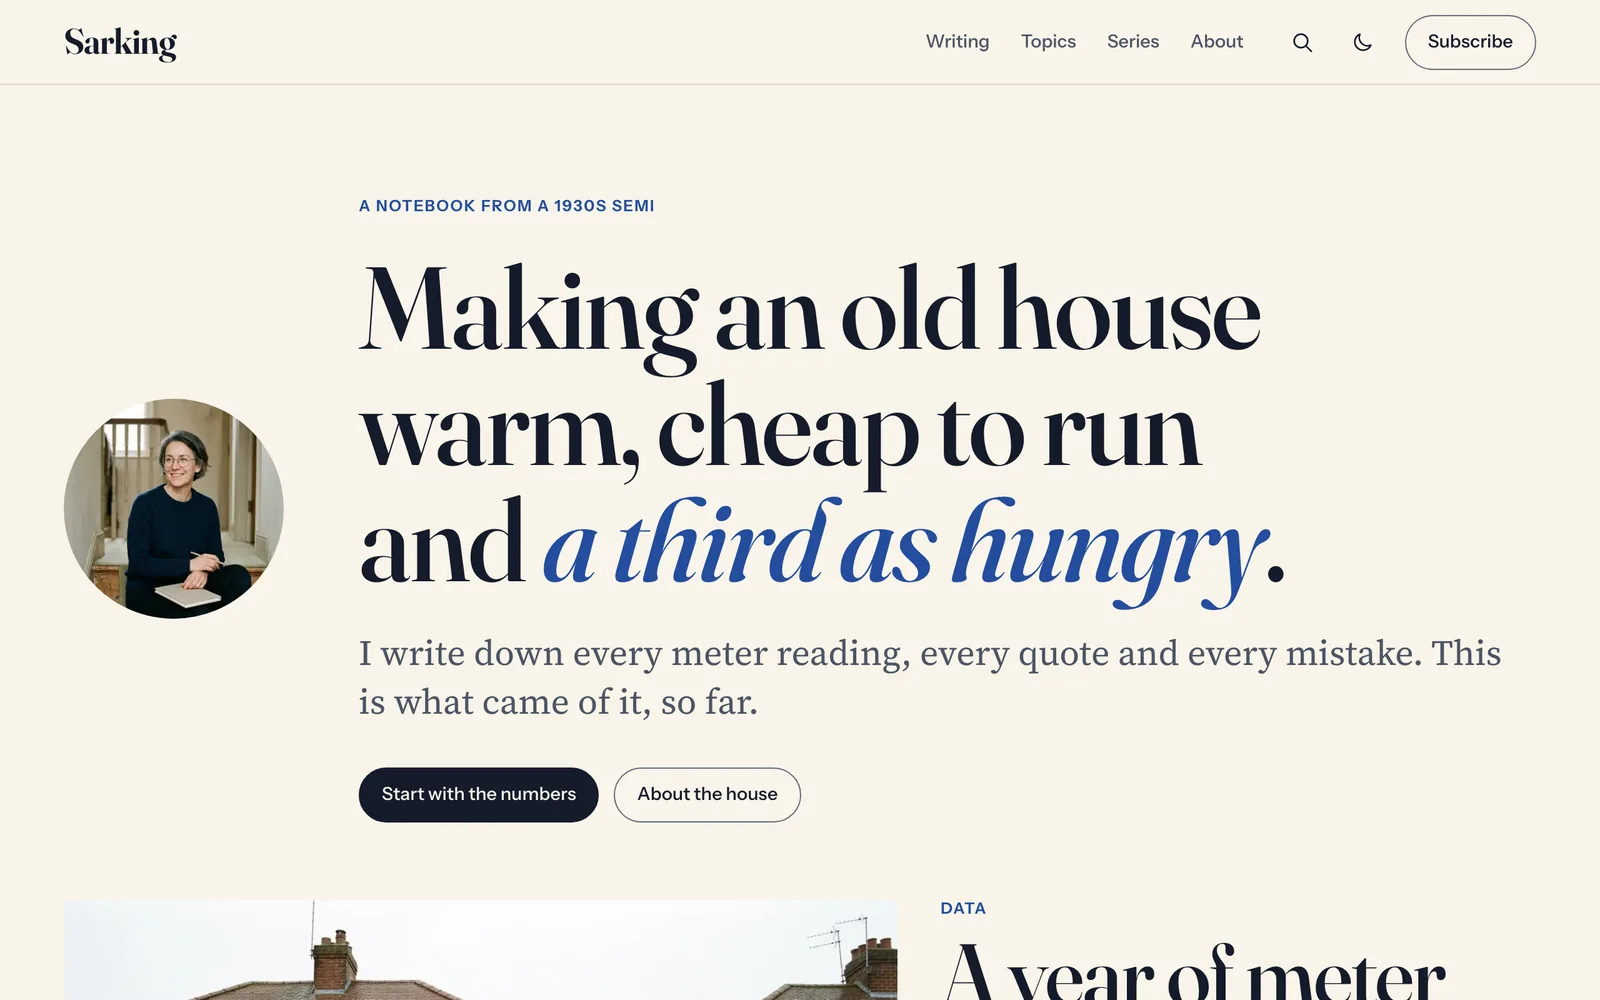 Sarking
Writing Topics Series About Subscribe
A NOTEBOOK FROM A 1930S SEMI
Making an old house
warm, cheap to run
and a third as hungry.
I write down every meter reading, every quote and every mistake. This
is what came of it, so far.
Start with the numbers About the house
DATA
A year of meter